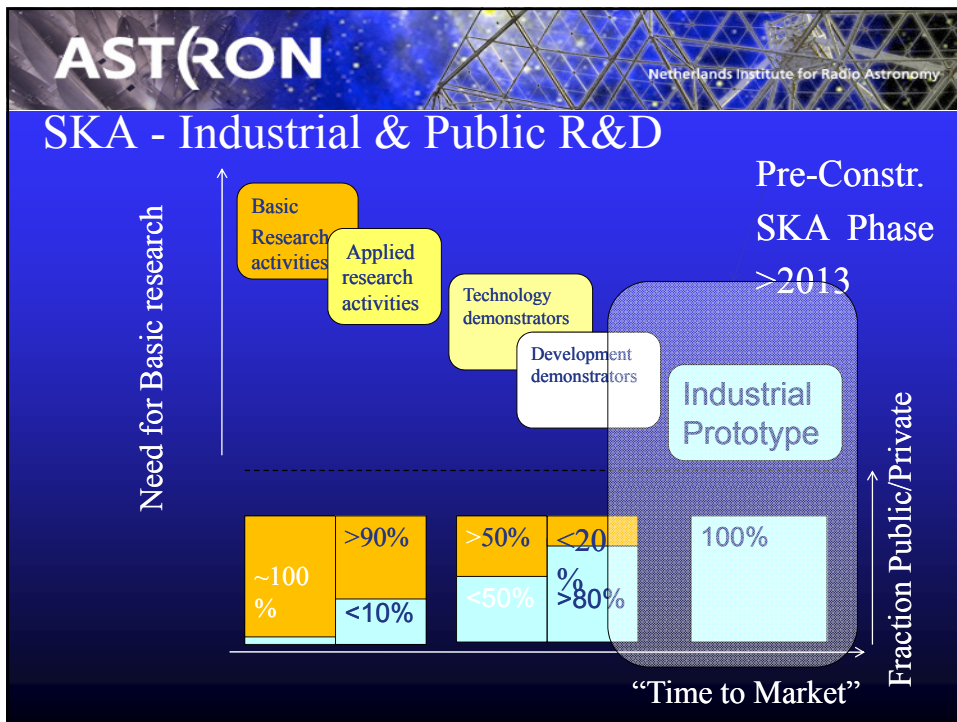 ASTRON
Netherlands Institute for Radio Astronomy
SKA - Industrial & Public R&D
Pre-Constr.
SKA Phase
>2013
Need for Basic research
Basic
Research
activities
Applied
research
activities
Technology
demonstrators
Development
demonstrators
Industrial
Prototype
~100
%
>90%
<10%
>50%
<50%
<20
%
>80%
100%
Fraction Public/Private
“Time to Market”